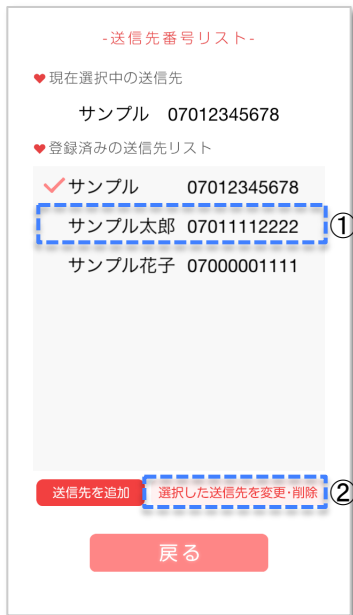 -送信先番号リスト-
現在選択中の送信先
サンプル 07012345678
登録済みの送信先リスト
サンプル 07012345678
サンプル太郎 07011112222 ①
サンプル花子 07000001111
送信先を追加 選択した送信先を変更・削除 ②
戻る